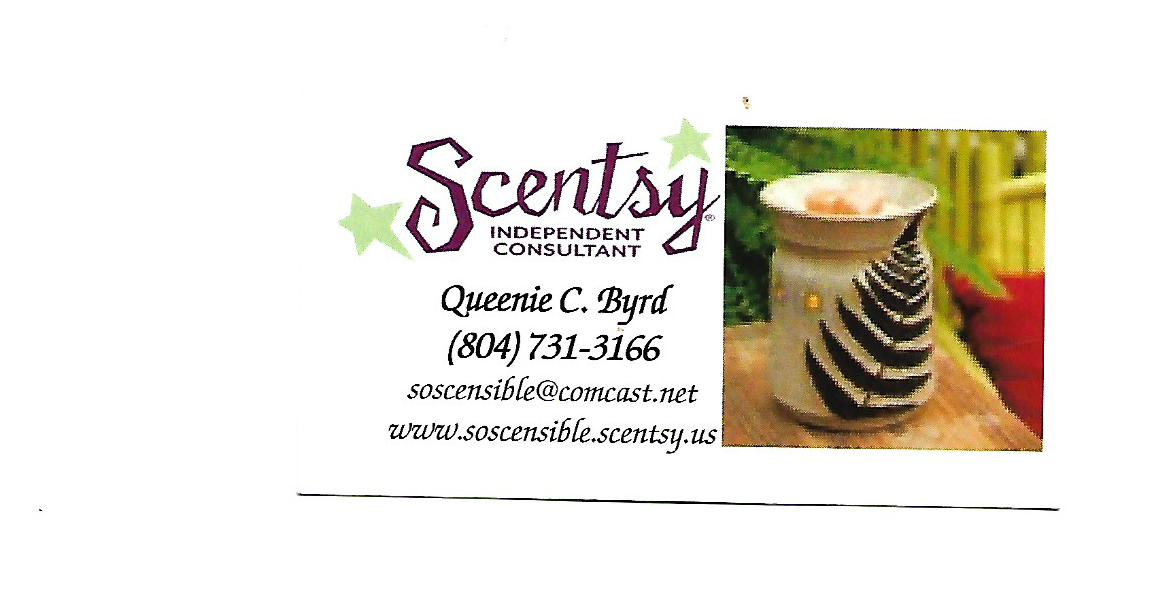 Scentsy®
INDEPENDENT
CONSULTANT
Queenie C. Byrd
(804) 731-3166
soscensible@comcast.net
www.soscensible.scentsy.us